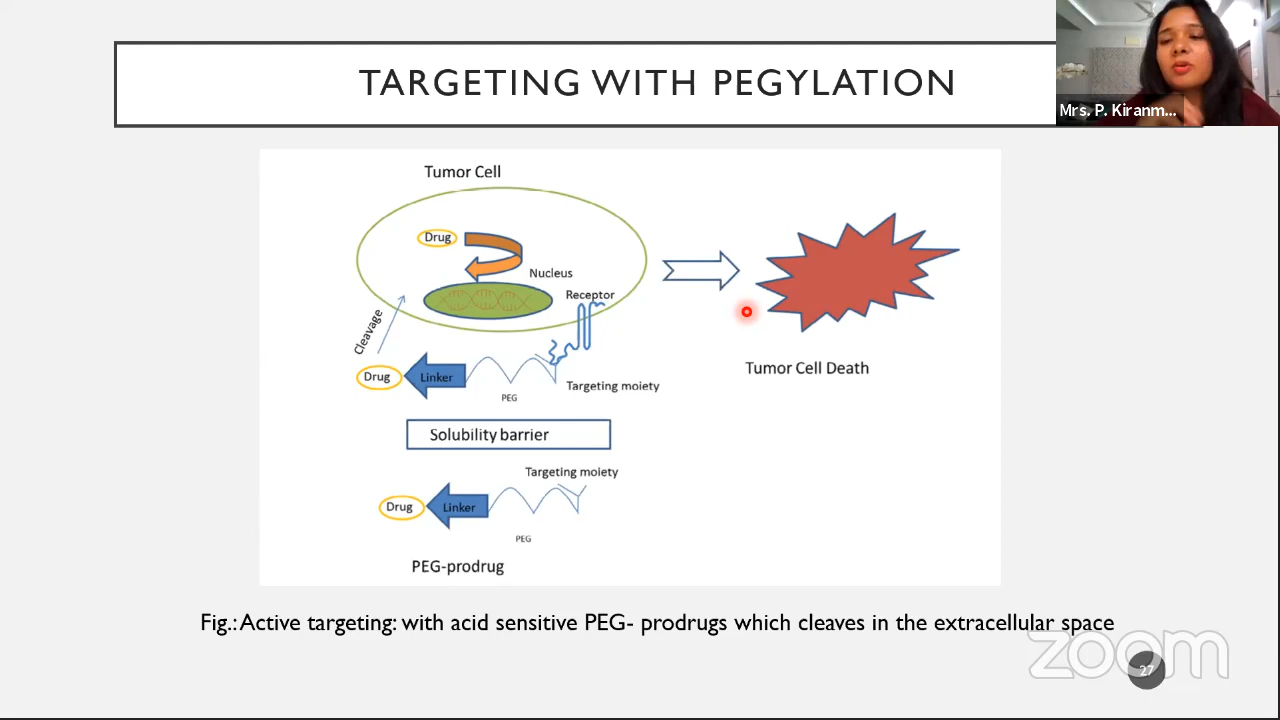 TARGETING WITH PEGYLATION
Mrs. P. Kiranm...
Tumor Cell
Drug
Nucleus
Receptor
Cleavage
Drug
Linker
PEG
Targeting moiety
Tumor Cell Death
Solubility barrier
Targeting moiety
Drug
Linker
PEG
PEG-prodrug
Fig.: Active targeting: with acid sensitive PEG- prodrugs which cleaves in the extracellular space
zoom
27